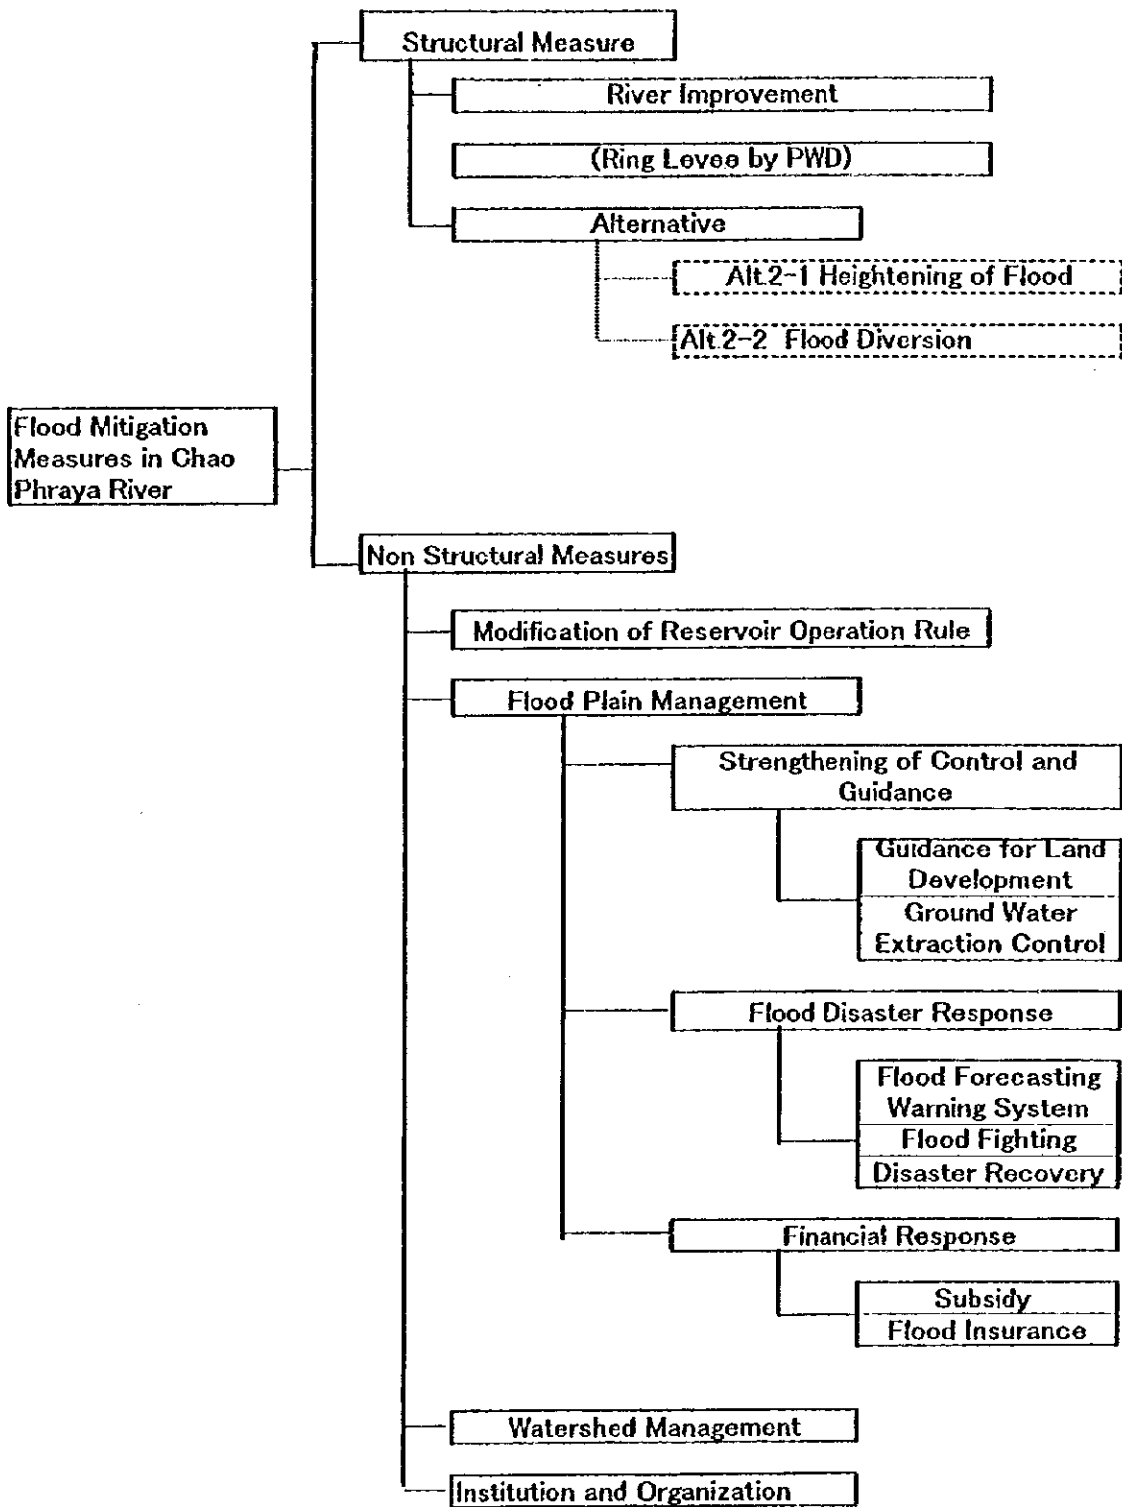 Structural Measure
River Improvement
(Ring Levee by PWD)
Alternative
Alt.2-1 Heightening of Flood
Alt.2-2 Flood Diversion
Flood Mitigation
Measures in Chao
Phraya River
Non Structural Measures
Modification of Reservoir Operation Rule
Flood Plain Management
Strengthening of Control and
Guidance
Guidance for Land
Development
Ground Water
Extraction Control
Flood Disaster Response
Flood Forecasting
Warning System
Flood Fighting
Disaster Recovery
Financial Response
Subsidy
Flood Insurance
Watershed Management
Institution and Organization